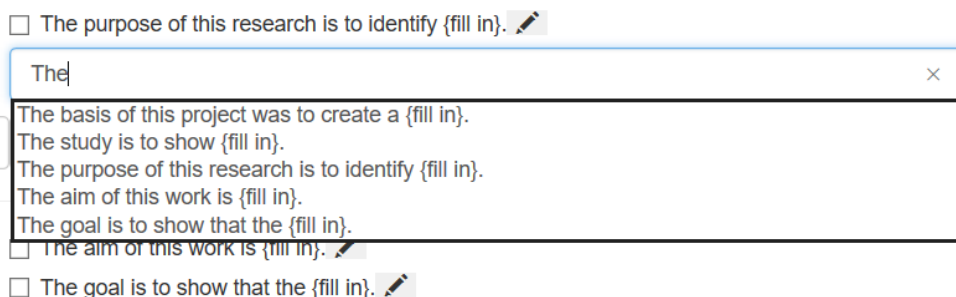 The purpose of this research is to identify {fill in}.
The
The basis of this project was to create a {fill in}.
The study is to show {fill in}.
The purpose of this research is to identify {fill in}.
The aim of this work is {fill in}.
The goal is to show that the {fill in}.
The aim of this work is {fill in}.
The goal is to show that the {fill in}.